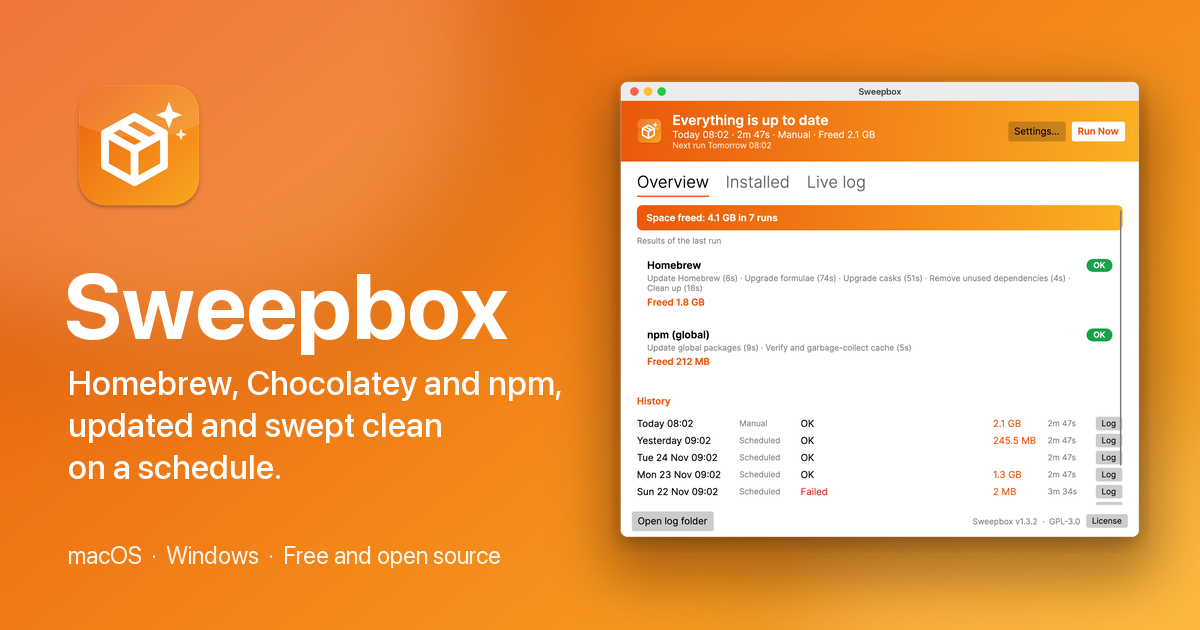 Sweepbox
Homebrew, Chocolatey and npm,
updated and swept clean
on a schedule.
macOS · Windows · Free and open source
Sweepbox
Everything is up to date
Today 08:02 · 2m 47s · Manual · Freed 2.1 GB
Next run Tomorrow 08:02
Settings...
Run Now
Overview Installed Live log
Space freed: 4.1 GB in 7 runs
Results of the last run
Homebrew OK
Update Homebrew (6s) · Upgrade formulae (74s) · Upgrade casks (51s) · Remove unused dependencies (4s) ·
Clean up (18s)
Freed 1.8 GB
npm (global) OK
Update global packages (9s) · Verify and garbage-collect cache (5s)
Freed 212 MB
History
Today 08:02 Manual OK 2.1 GB 2m 47s Log
Yesterday 09:02 Scheduled OK 245.5 MB 2m 47s Log
Tue 24 Nov 09:02 Scheduled OK 2m 47s Log
Mon 23 Nov 09:02 Scheduled OK 1.3 GB 2m 47s Log
Sun 22 Nov 09:02 Scheduled Failed 2 MB 3m 34s Log
Open log folder Sweepbox v1.3.2 · GPL-3.0 License